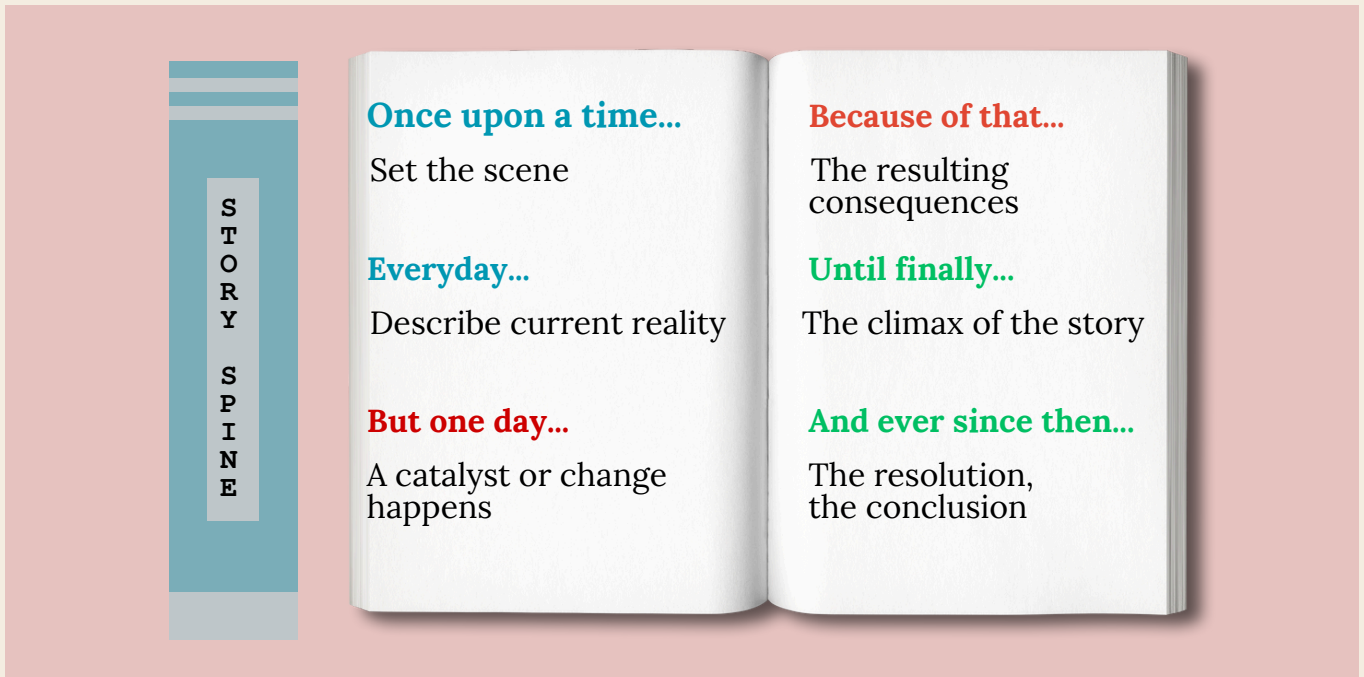 STORY SPINE
Once upon a time...
Set the scene
Everyday...
Describe current reality
But one day...
A catalyst or change
happens
Because of that...
The resulting
consequences
Until finally...
The climax of the story
And ever since then...
The resolution,
the conclusion